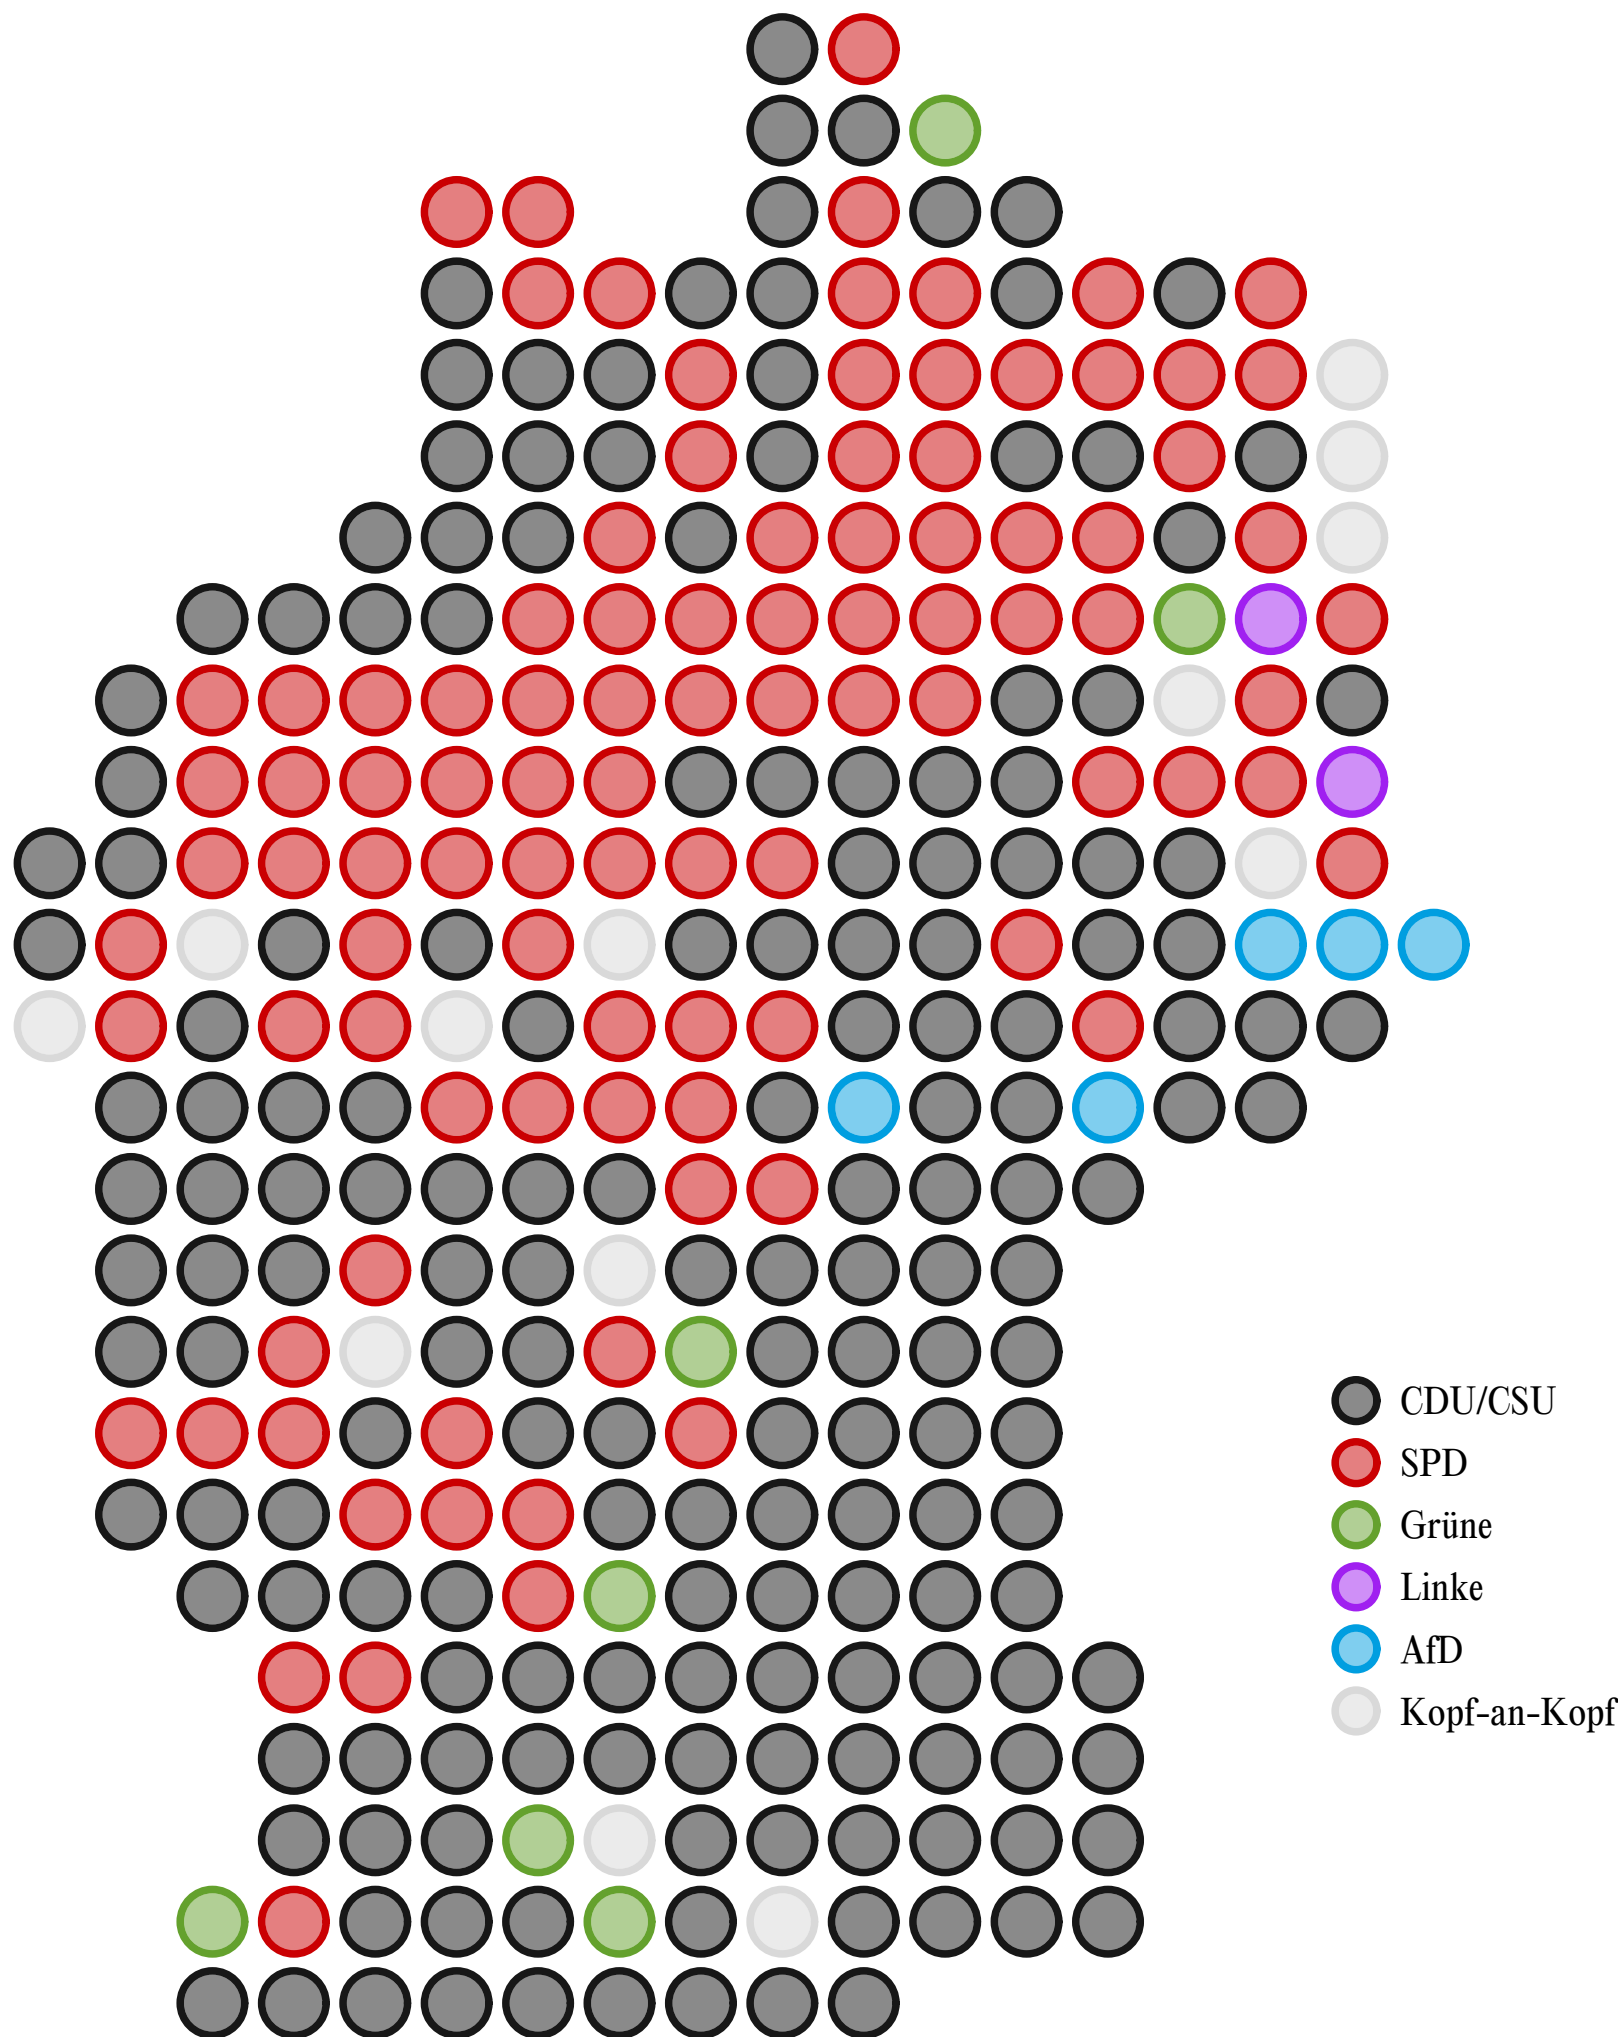 CDU/CSU
SPD
Grüne
Linke
AfD
Kopf-an-Kopf